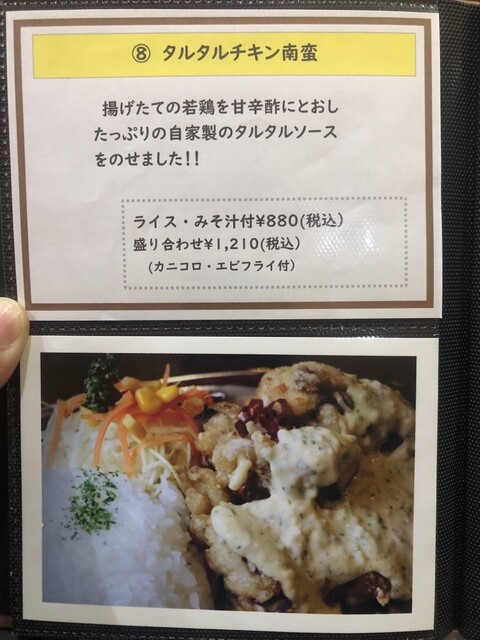 ⑧ タルタルチキン南蛮
揚げたての若鶏を甘辛酢にとおし
たっぷりの自家製のタルタルソース
をのせました!!
ライス・みそ汁付¥880(税込)
盛り合わせ¥1,210(税込)
(カニコロ・エビフライ付)